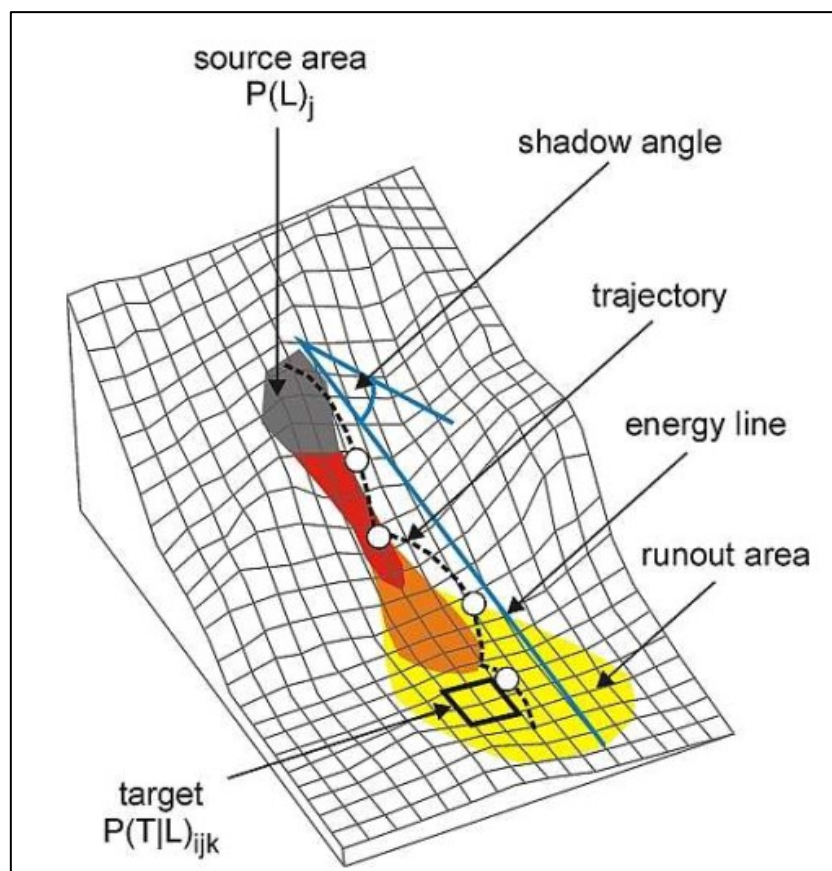 source area
P(L)j
shadow angle
trajectory
energy line
runout area
target
P(T|L)ijk